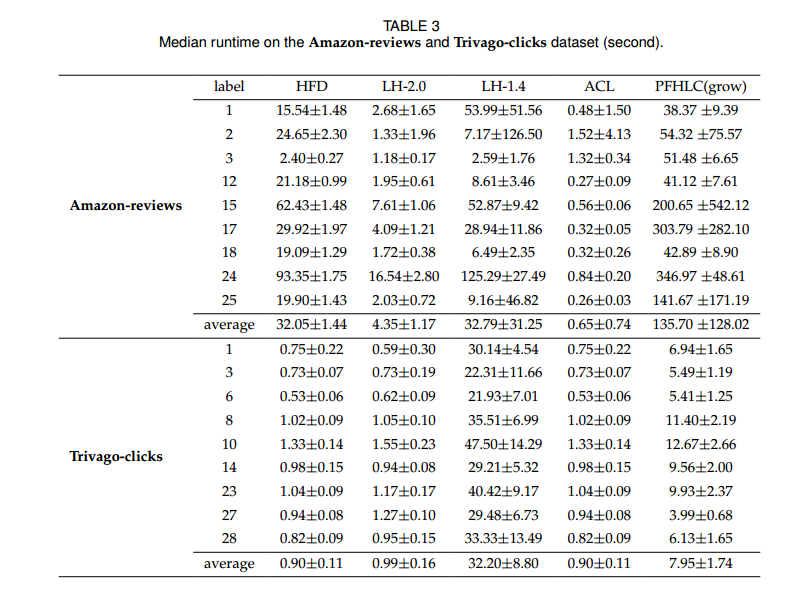 TABLE 3
Median runtime on the Amazon-reviews and Trivago-clicks dataset (second).
label HFD LH-2.0 LH-1.4 ACL PFHLC(grow)
1 15.54±1.48 2.68±1.65 53.99±51.56 0.48±1.50 38.37 ±9.39
2 24.65±2.30 1.33±1.96 7.17±126.50 1.52±4.13 54.32 ±75.57
3 2.40±0.27 1.18±0.17 2.59±1.76 1.32±0.34 51.48 ±6.65
12 21.18±0.99 1.95±0.61 8.61±3.46 0.27±0.09 41.12 ±7.61
Amazon-reviews 15 62.43±1.48 7.61±1.06 52.87±9.42 0.56±0.06 200.65 ±542.12
17 29.92±1.97 4.09±1.21 28.94±11.86 0.32±0.05 303.79 ±282.10
18 19.09±1.29 1.72±0.38 6.49±2.35 0.32±0.26 42.89 ±8.90
24 93.35±1.75 16.54±2.80 125.29±27.49 0.84±0.20 346.97 ±48.61
25 19.90±1.43 2.03±0.72 9.16±46.82 0.26±0.03 141.67 ±171.19
average 32.05±1.44 4.35±1.17 32.79±31.25 0.65±0.74 135.70 ±128.02
1 0.75±0.22 0.59±0.30 30.14±4.54 0.75±0.22 6.94±1.65
3 0.73±0.07 0.73±0.19 22.31±11.66 0.73±0.07 5.49±1.19
6 0.53±0.06 0.62±0.09 21.93±7.01 0.53±0.06 5.41±1.25
8 1.02±0.09 1.05±0.10 35.51±6.99 1.02±0.09 11.40±2.19
Trivago-clicks 10 1.33±0.14 1.55±0.23 47.50±14.29 1.33±0.14 12.67±2.66
14 0.98±0.15 0.94±0.08 29.21±5.32 0.98±0.15 9.56±2.00
23 1.04±0.09 1.17±0.17 40.42±9.17 1.04±0.09 9.93±2.37
27 0.94±0.08 1.27±0.10 29.48±6.73 0.94±0.08 3.99±0.68
28 0.82±0.09 0.95±0.15 33.33±13.49 0.82±0.09 6.13±1.65
average 0.90±0.11 0.99±0.16 32.20±8.80 0.90±0.11 7.95±1.74